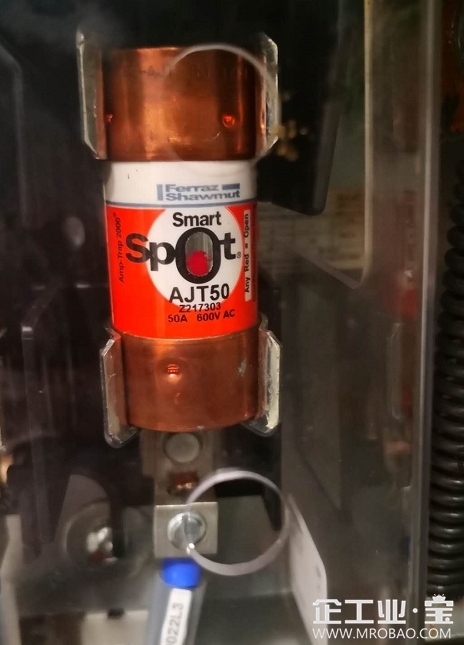 Ferraz
Shawmut
Smart
Spot®
Amp-Trap 2000®
Any Red = Open
AJT50
Z217303
50A 600V AC
022L3
企工业·宝
WWW.MROBAO.COM